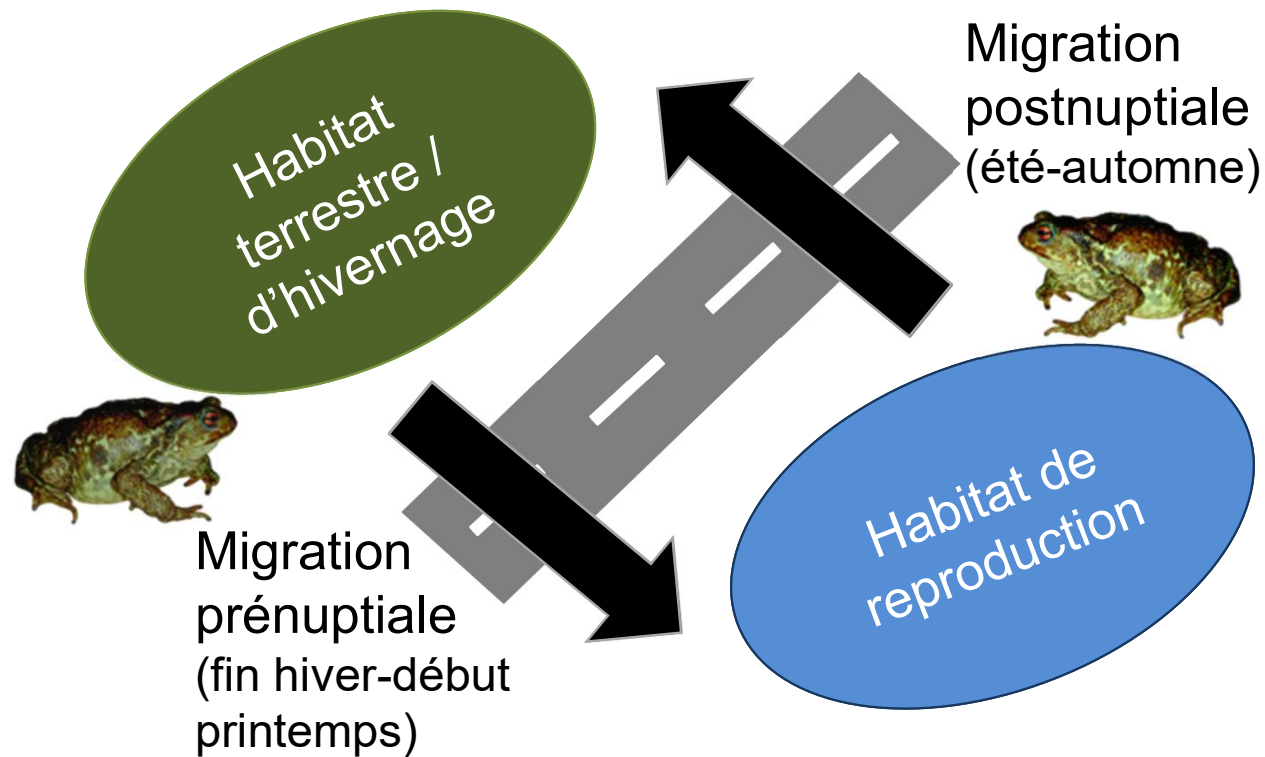 Habitat
terrestre /
d’hivernage
Migration
postnuptiale
(été-automne)
Migration
prénuptiale
(fin hiver-début
printemps)
Habitat de
reproduction